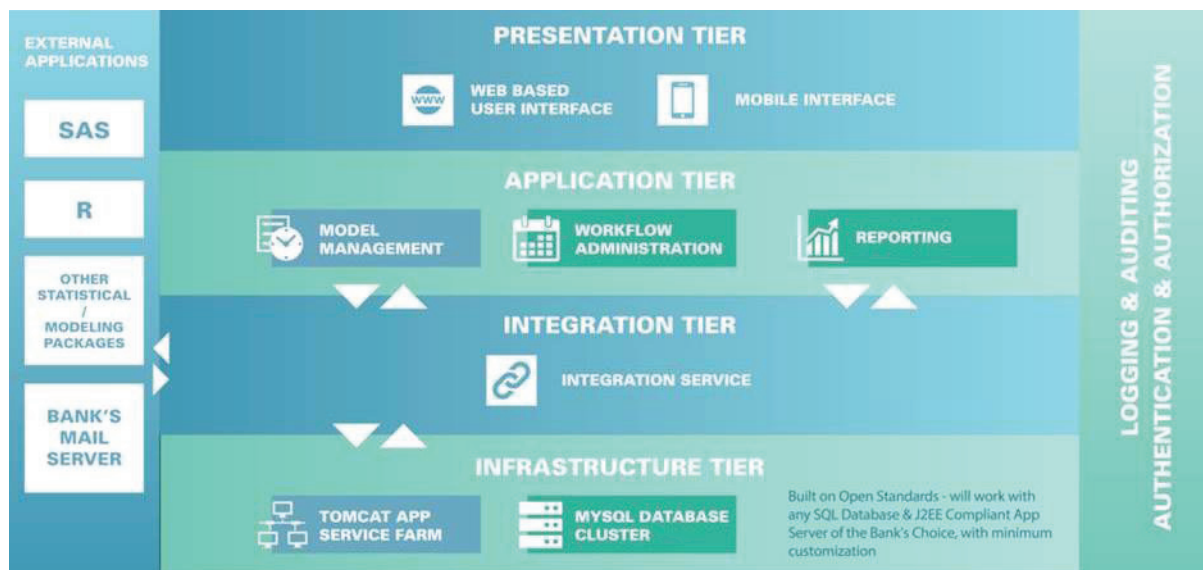 EXTERNAL
APPLICATIONS
SAS
R
OTHER
STATISTICAL
/
MODELING
PACKAGES
BANK'S
MAIL
SERVER
PRESENTATION TIER
WWW
WEB BASED
USER INTERFACE
MOBILE INTERFACE
APPLICATION TIER
MODEL
MANAGEMENT
WORKFLOW
ADMINISTRATION
REPORTING
INTEGRATION TIER
INTEGRATION SERVICE
INFRASTRUCTURE TIER
TOMCAT APP
SERVICE FARM
MYSQL DATABASE
CLUSTER
Built on Open Standards - will work with
any SQL Database & J2EE Compliant App
Server of the Bank's Choice, with minimum
customization
LOGGING & AUDITING
AUTHENTICATION & AUTHORIZATION